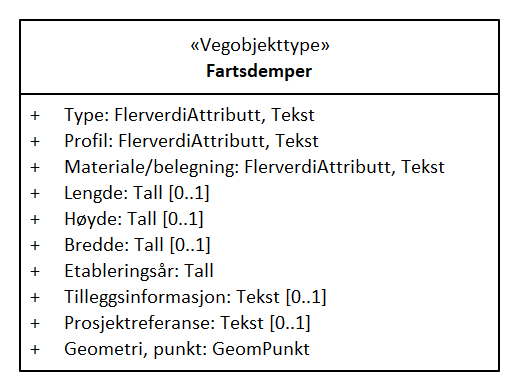 «Vegobjekttype»
Fartsdemper
+ Type: FlerverdiAttributt, Tekst
+ Profil: FlerverdiAttributt, Tekst
+ Materiale/belegning: FlerverdiAttributt, Tekst
+ Lengde: Tall [0..1]
+ Høyde: Tall [0..1]
+ Bredde: Tall [0..1]
+ Etableringsår: Tall
+ Tilleggsinformasjon: Tekst [0..1]
+ Prosjektreferanse: Tekst [0..1]
+ Geometri, punkt: GeomPunkt